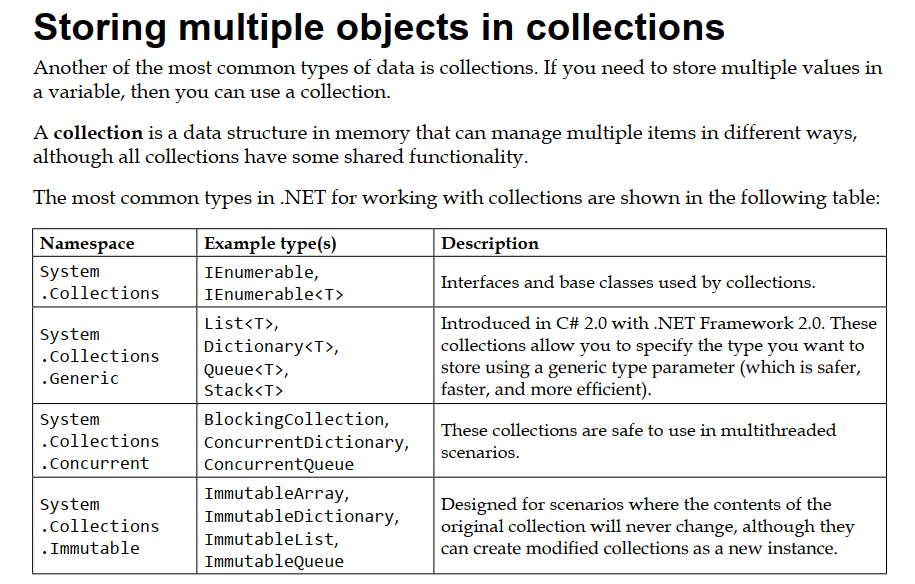 Storing multiple objects in collections
Another of the most common types of data is collections. If you need to store multiple values in
a variable, then you can use a collection.
A collection is a data structure in memory that can manage multiple items in different ways,
although all collections have some shared functionality.
The most common types in .NET for working with collections are shown in the following table:
Namespace Example type(s) Description
System
.Collections
IEnumerable,
IEnumerable<T>
Interfaces and base classes used by collections.
System
.Collections
.Generic
List<T>,
Dictionary<T>,
Queue<T>,
Stack<T>
Introduced in C# 2.0 with .NET Framework 2.0. These
collections allow you to specify the type you want to
store using a generic type parameter (which is safer,
faster, and more efficient).
System
.Collections
.Concurrent
BlockingCollection,
ConcurrentDictionary,
ConcurrentQueue
These collections are safe to use in multithreaded
scenarios.
System
.Collections
.Immutable
ImmutableArray,
ImmutableDictionary,
ImmutableList,
ImmutableQueue
Designed for scenarios where the contents of the
original collection will never change, although they
can create modified collections as a new instance.